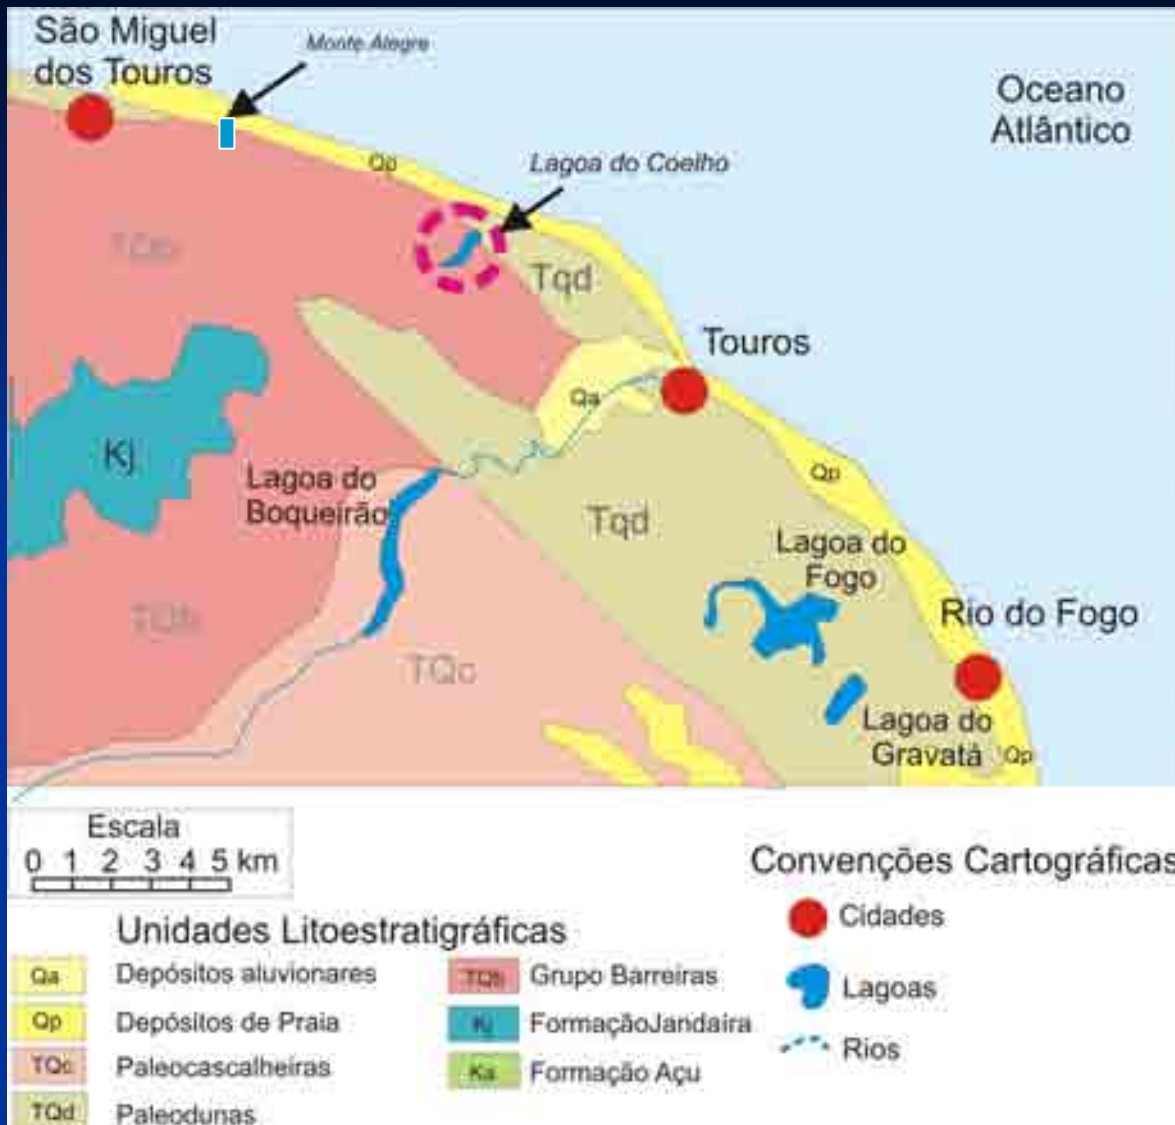 São Miguel
dos Touros
Monte Alegre
Oceano
Atlântico
Qp
Lagoa do Coelho
TQb
Tqd
Touros
Qa
Kj
Lagoa do
Boqueirão
Qp
Tqd
Lagoa do
Fogo
TQb
Rio do Fogo
TQc
Lagoa do
Gravatá
Qp
Escala
0 1 2 3 4 5 km
Convenções Cartográficas
Cidades
Lagoas
Rios
Unidades Litoestratigráficas
Qa Depósitos aluvionares
Qp Depósitos de Praia
TQc Paleocascalheiras
TQd Paleodunas
TQb Grupo Barreiras
Kj FormaçãoJandaíra
Ka Formação Açu